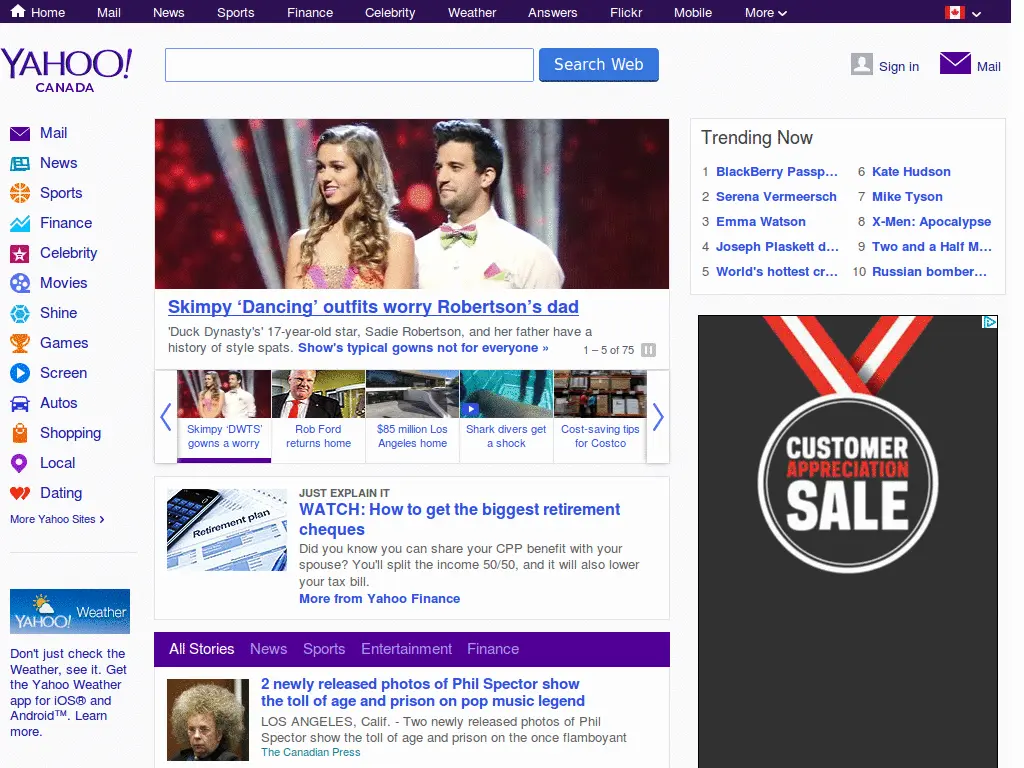 Home Mail News Sports Finance Celebrity Weather Answers Flickr Mobile More
YAHOO!
CANADA
Search Web
Sign in
Mail
Mail
News
Sports
Finance
Celebrity
Movies
Shine
Games
Screen
Autos
Shopping
Local
Dating
More Yahoo Sites
YAHOO! Weather
Don't just check the
Weather, see it. Get
the Yahoo Weather
app for iOS® and
Android™. Learn
more.
Skimpy ‘Dancing’ outfits worry Robertson’s dad
'Duck Dynasty's' 17-year-old star, Sadie Robertson, and her father have a
history of style spats. Show's typical gowns not for everyone »
1 – 5 of 75
Skimpy ‘DWTS’
gowns a worry
Rob Ford
returns home
$85 million Los
Angeles home
Shark divers get
a shock
Cost-saving tips
for Costco
Retirement plan
JUST EXPLAIN IT
WATCH: How to get the biggest retirement
cheques
Did you know you can share your CPP benefit with your
spouse? You'll split the income 50/50, and it will also lower
your tax bill.
More from Yahoo Finance
All Stories News Sports Entertainment Finance
2 newly released photos of Phil Spector show
the toll of age and prison on pop music legend
LOS ANGELES, Calif. - Two newly released photos of Phil
Spector show the toll of age and prison on the once flamboyant
The Canadian Press
Trending Now
1 BlackBerry Passp...
2 Serena Vermeersch
3 Emma Watson
4 Joseph Plaskett d...
5 World's hottest cr...
6 Kate Hudson
7 Mike Tyson
8 X-Men: Apocalypse
9 Two and a Half M...
10 Russian bomber...
CUSTOMER
APPRECIATION
SALE